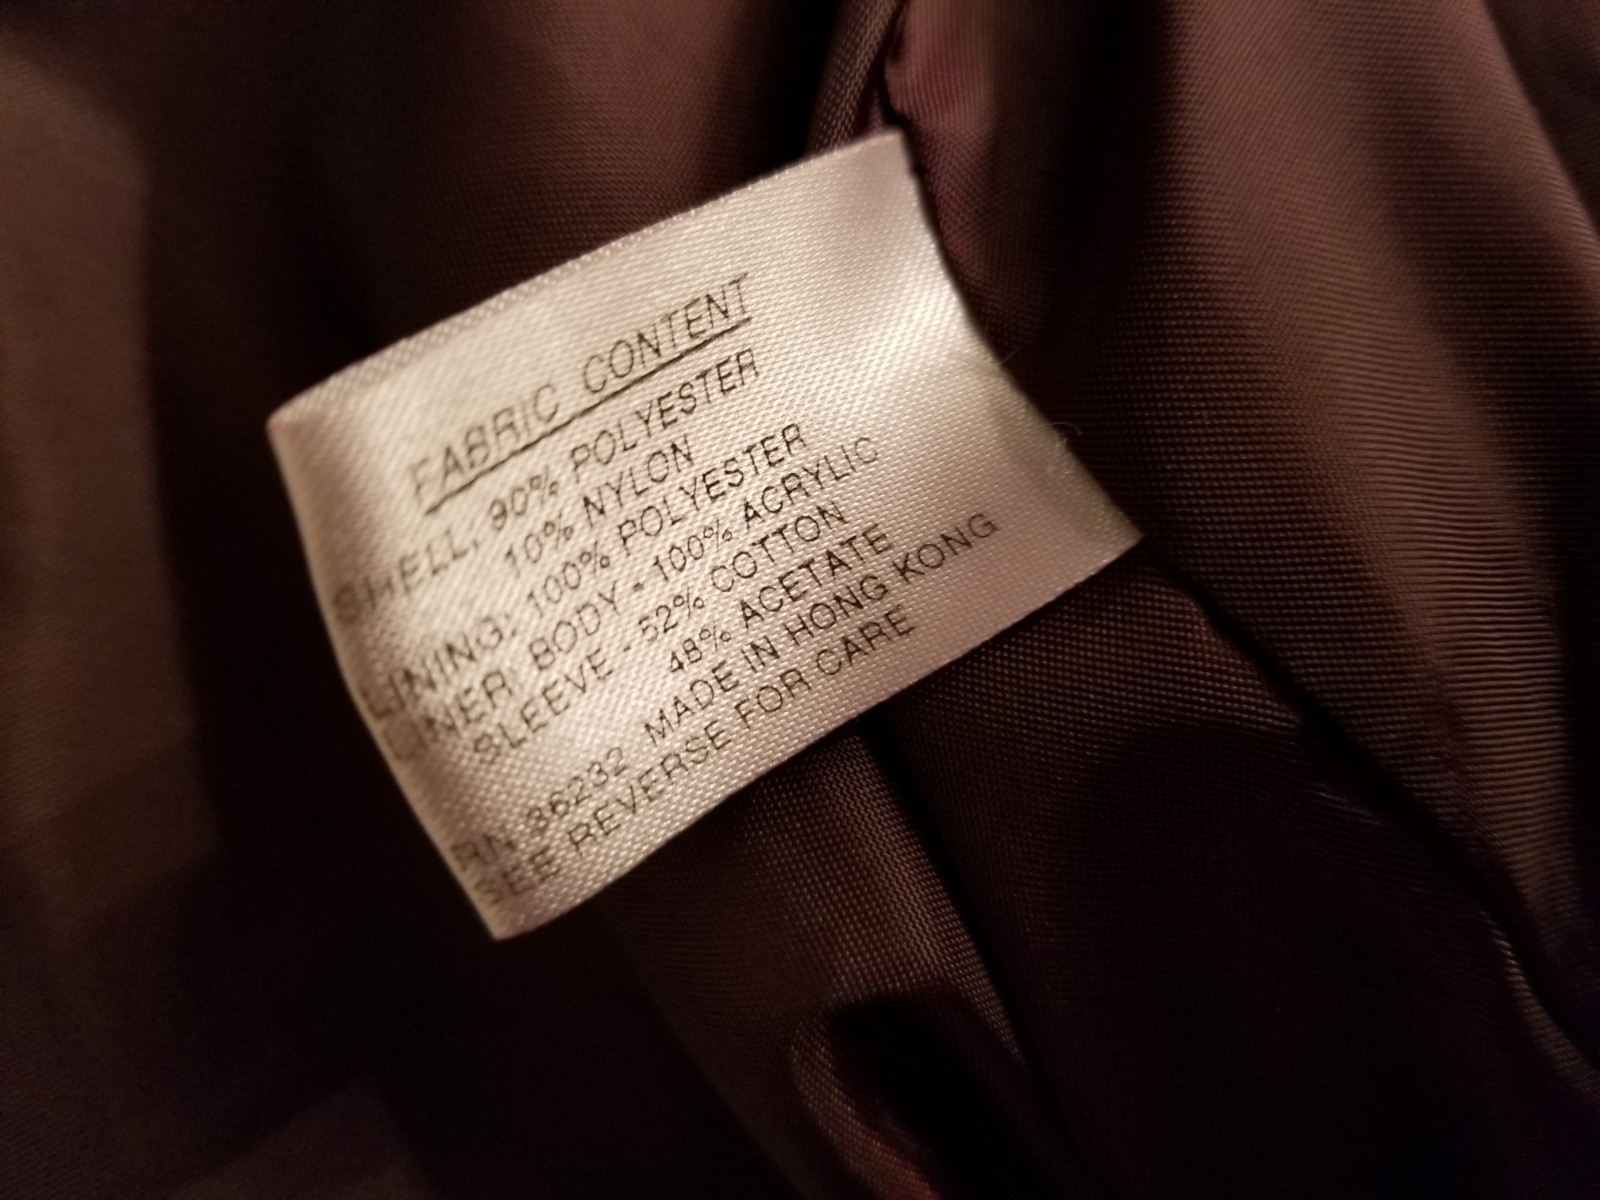 FABRIC CONTENT
SHELL: 90% POLYESTER
10% NYLON
LINING: 100% POLYESTER
LINER BODY - 100% ACRYLIC
SLEEVE - 52% COTTON
48% ACETATE
RN 36232 MADE IN HONG KONG
SEE REVERSE FOR CARE